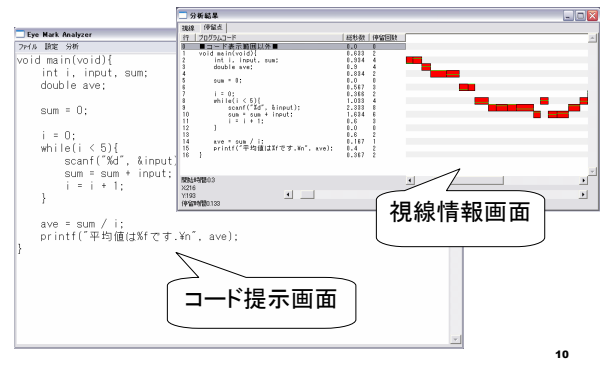 Eye Mark Analyzer
ファイル 設定 分析
void main(void){
int i, input, sum;
double ave;
sum = 0;
i = 0;
while(i < 5){
scanf("%d", &input)
sum = sum + input;
i = i + 1;
}
ave = sum / i;
printf("平均値は%fです.¥n", ave);
}
コード提示画面
分析結果
視線 停留点
行 プログラムコード 総秒数 停留回数
0 ■コード表示範囲以外■ 0.0 0
1 void main(void){ 0.633 2
2 int i, input, sum; 0.934 4
3 double ave; 0.9 4
4 0.834 2
5 sum = 0; 0.0 0
6 0.567 3
7 i = 0; 0.366 2
8 while(i < 5){ 1.033 4
9 scanf("%d", &input); 2.333 8
10 sum = sum + input; 1.634 6
11 i = i + 1; 0.6 3
12 } 0.0 0
13 0.6 2
14 ave = sum / i; 0.167 1
15 printf("平均値は%fです.¥n", ave); 0.4 2
16 } 0.367 2
開始時間:0.3
X:216
Y:193
停留時間:0.133
視線情報画面
10